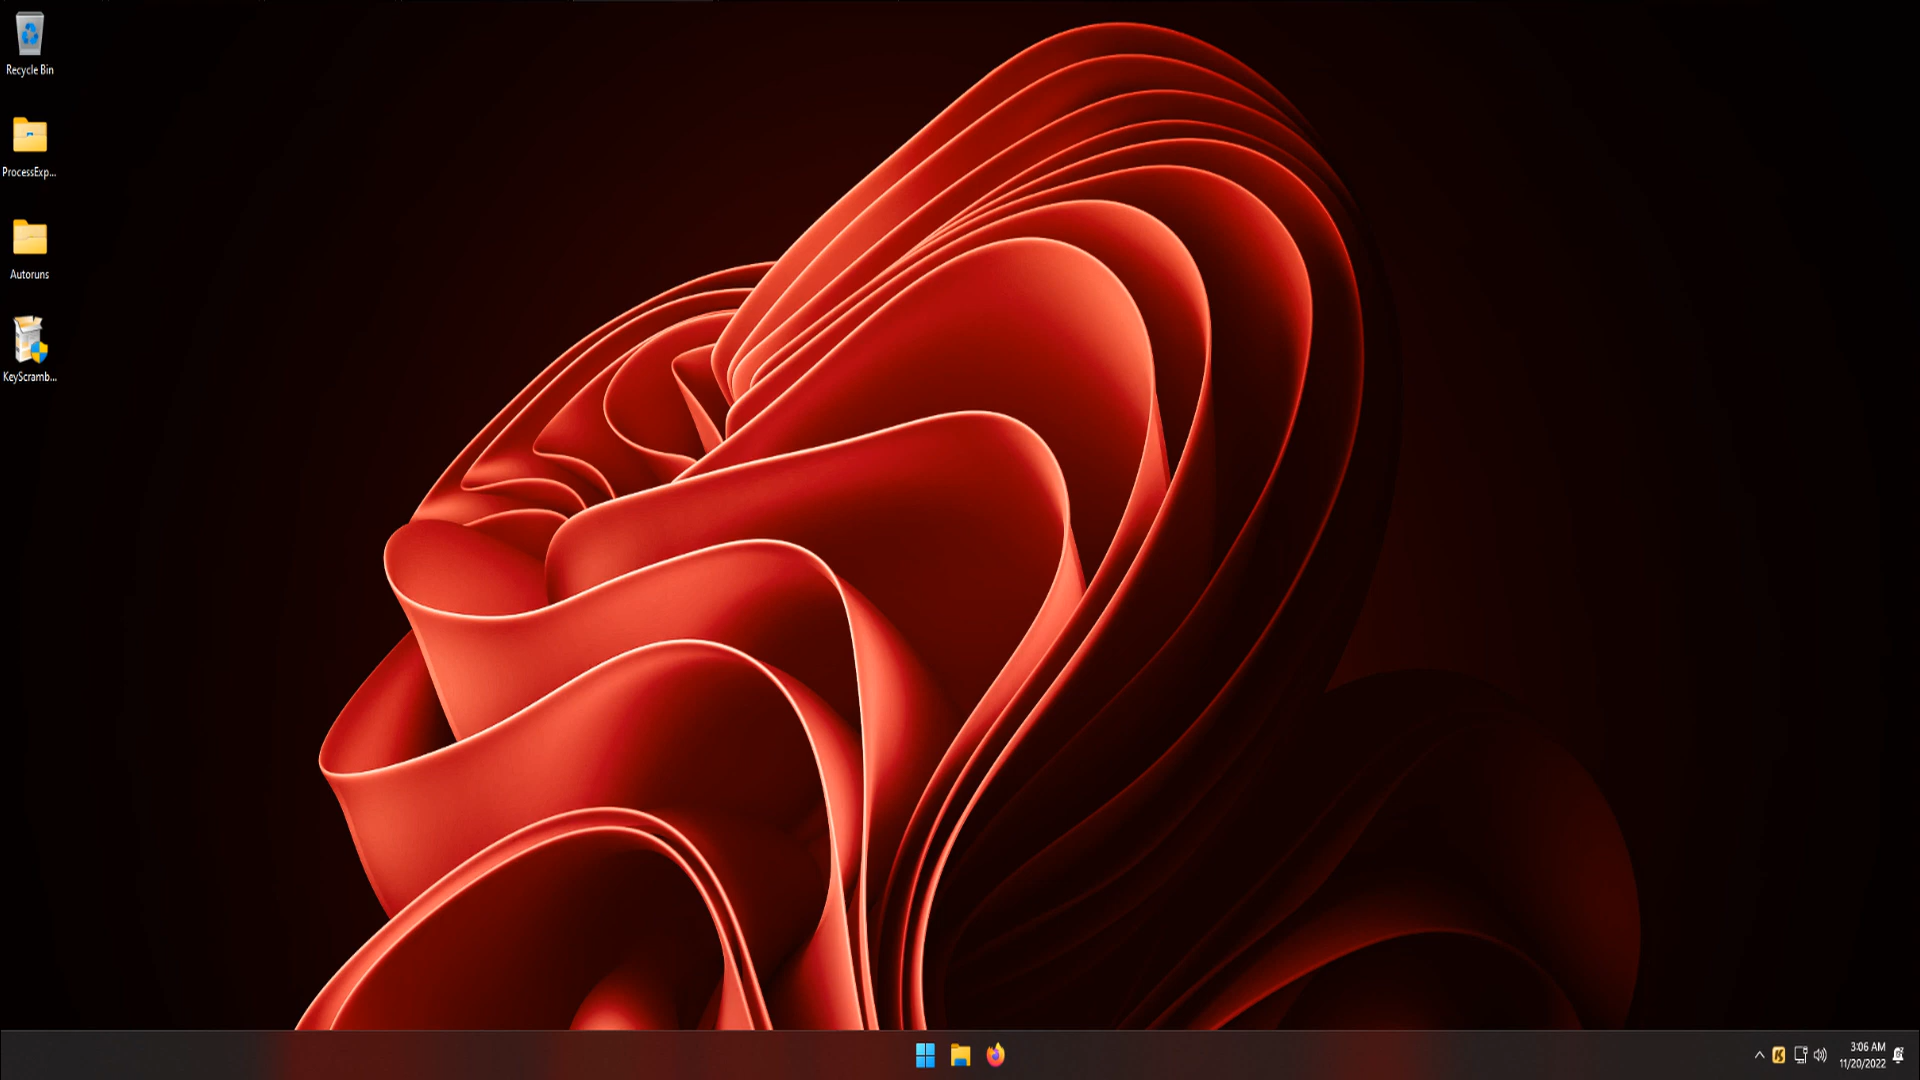 Recycle Bin
ProcessExp...
Autoruns
KeyScramb...
3:06 AM
11/20/2022